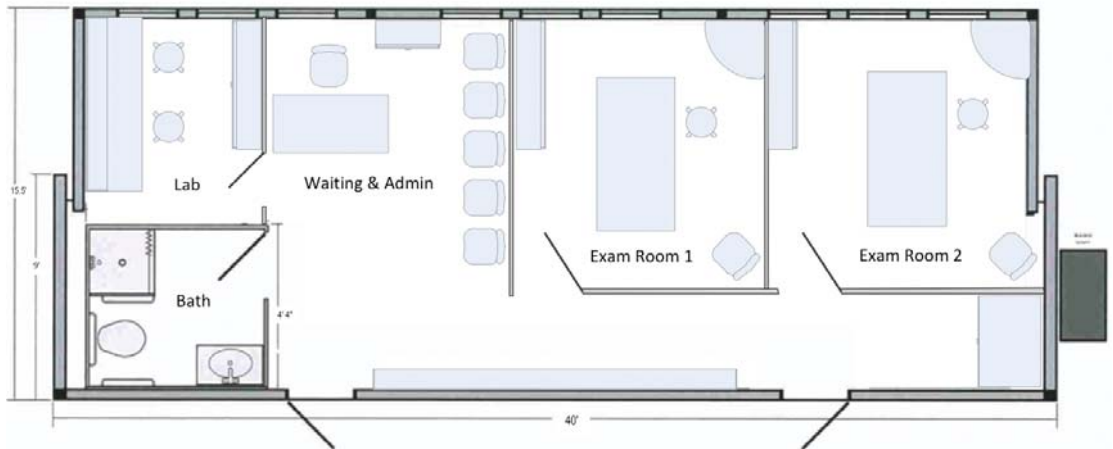 15.5'
Lab
Waiting & Admin
Exam Room 1
Exam Room 2
9'
Bath
4' 4"
40'